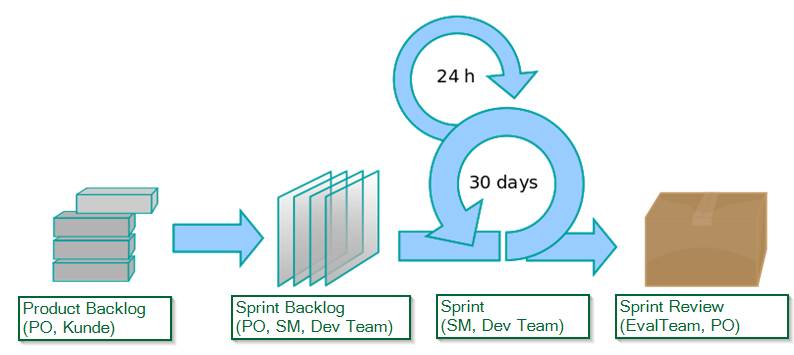 24 h
30 days
Product Backlog
(PO, Kunde)
Sprint Backlog
(PO, SM, Dev Team)
Sprint
(SM, Dev Team)
Sprint Review
(EvalTeam, PO)